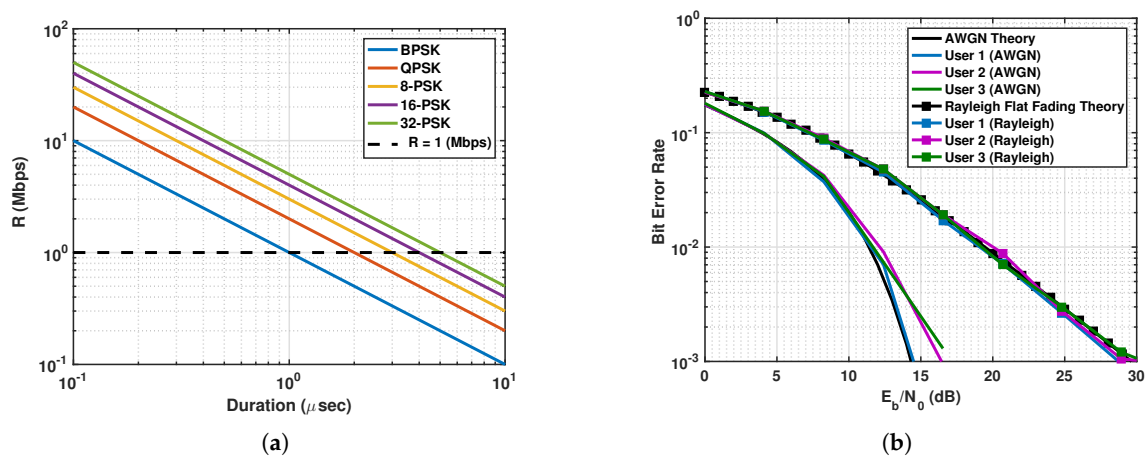 R (Mbps)
10^2
10^1
10^0
10^-1
BPSK
QPSK
8-PSK
16-PSK
32-PSK
R = 1 (Mbps)
10^-1
10^0
10^1
Duration (μsec)
(a)
Bit Error Rate
10^0
10^-1
10^-2
10^-3
AWGN Theory
User 1 (AWGN)
User 2 (AWGN)
User 3 (AWGN)
Rayleigh Flat Fading Theory
User 1 (Rayleigh)
User 2 (Rayleigh)
User 3 (Rayleigh)
0 5 10 15 20 25 30
E_b/N_0 (dB)
(b)